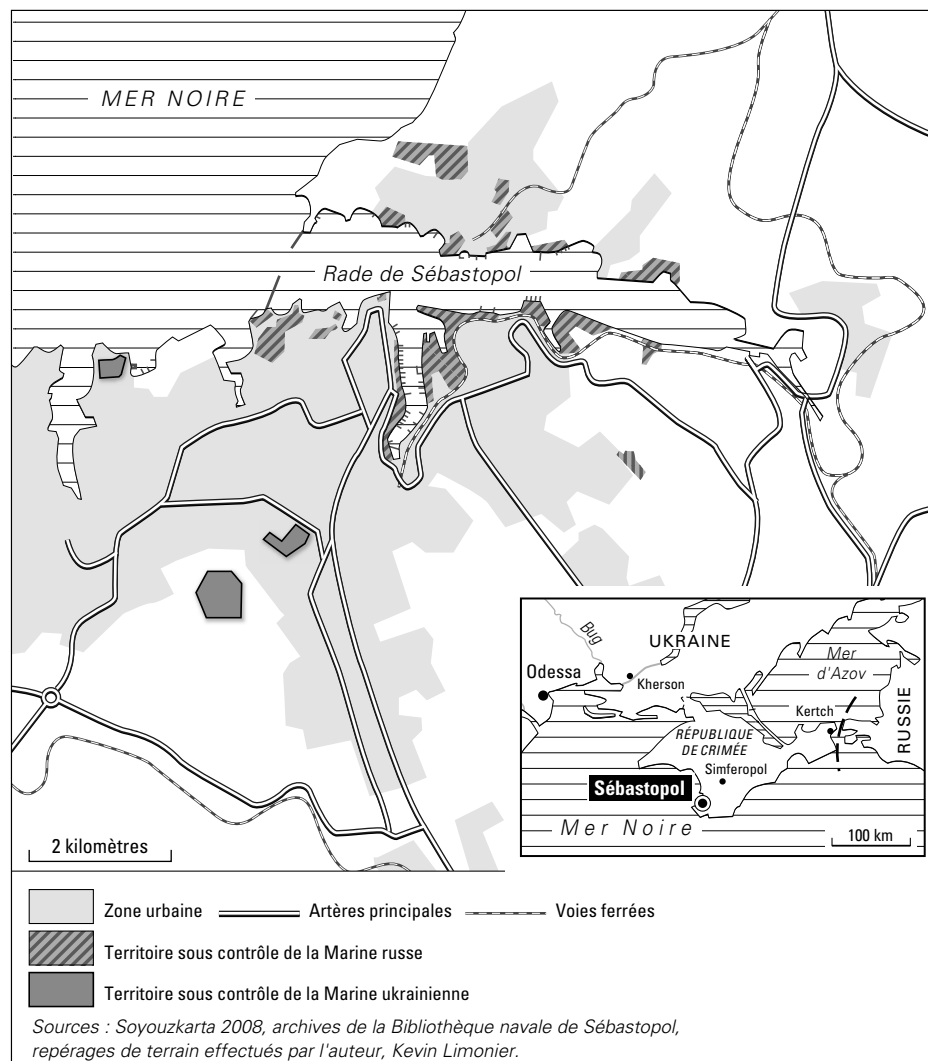 MER NOIRE
Rade de Sébastopol
2 kilomètres
Bug
UKRAINE
Odessa
Kherson
Mer
d'Azov
Kertch
RUSSIE
RÉPUBLIQUE
DE CRIMÉE
Simferopol
Sébastopol
Mer Noire
100 km
Zone urbaine Artères principales Voies ferrées
Territoire sous contrôle de la Marine russe
Territoire sous contrôle de la Marine ukrainienne
Sources : Soyouzkarta 2008, archives de la Bibliothèque navale de Sébastopol,
repérages de terrain effectués par l'auteur, Kevin Limonier.